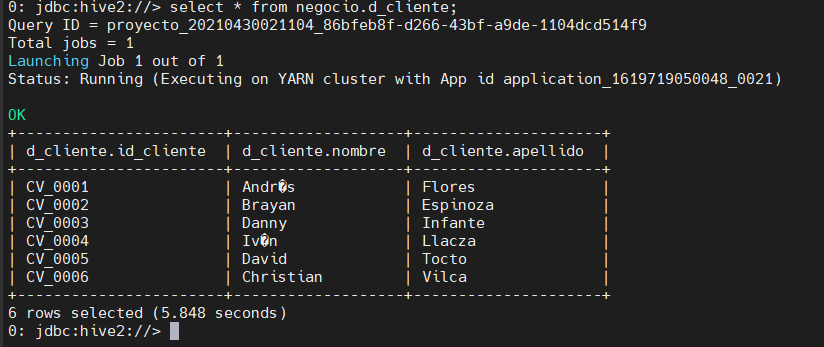 0: jdbc:hive2://> select * from negocio.d_cliente;
Query ID = proyecto_20210430021104_86bfeb8f-d266-43bf-a9de-1104dcd514f9
Total jobs = 1
Launching Job 1 out of 1
Status: Running (Executing on YARN cluster with App id application_1619719050048_0021)
OK
+-----------------------+-------------------+---------------------+
| d_cliente.id_cliente  | d_cliente.nombre  | d_cliente.apellido  |
+-----------------------+-------------------+---------------------+
| CV_0001               | Andr�s            | Flores              |
| CV_0002               | Brayan            | Espinoza            |
| CV_0003               | Danny             | Infante             |
| CV_0004               | Iv�n              | Llacza              |
| CV_0005               | David             | Tocto               |
| CV_0006               | Christian         | Vilca               |
+-----------------------+-------------------+---------------------+
6 rows selected (5.848 seconds)
0: jdbc:hive2://>